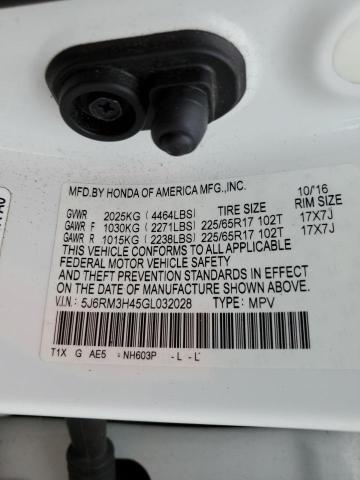 MFD.BY HONDA OF AMERICA MFG.,INC. 10/16
GVWR 2025KG (4464LBS) TIRE SIZE RIM SIZE
GAWR F 1030KG (2271LBS) 225/65R17 102T 17X7J
GAWR R 1015KG (2238LBS) 225/65R17 102T 17X7J
THIS VEHICLE CONFORMS TO ALL APPLICABLE
FEDERAL MOTOR VEHICLE SAFETY, BUMPER,
AND THEFT PREVENTION STANDARDS IN EFFECT
ON THE DATE OF MANUFACTURE SHOWN ABOVE.
V.I.N.: 5J6RM3H45GL032028 TYPE: MPV
T1X G AE5 :NH603P -L -L